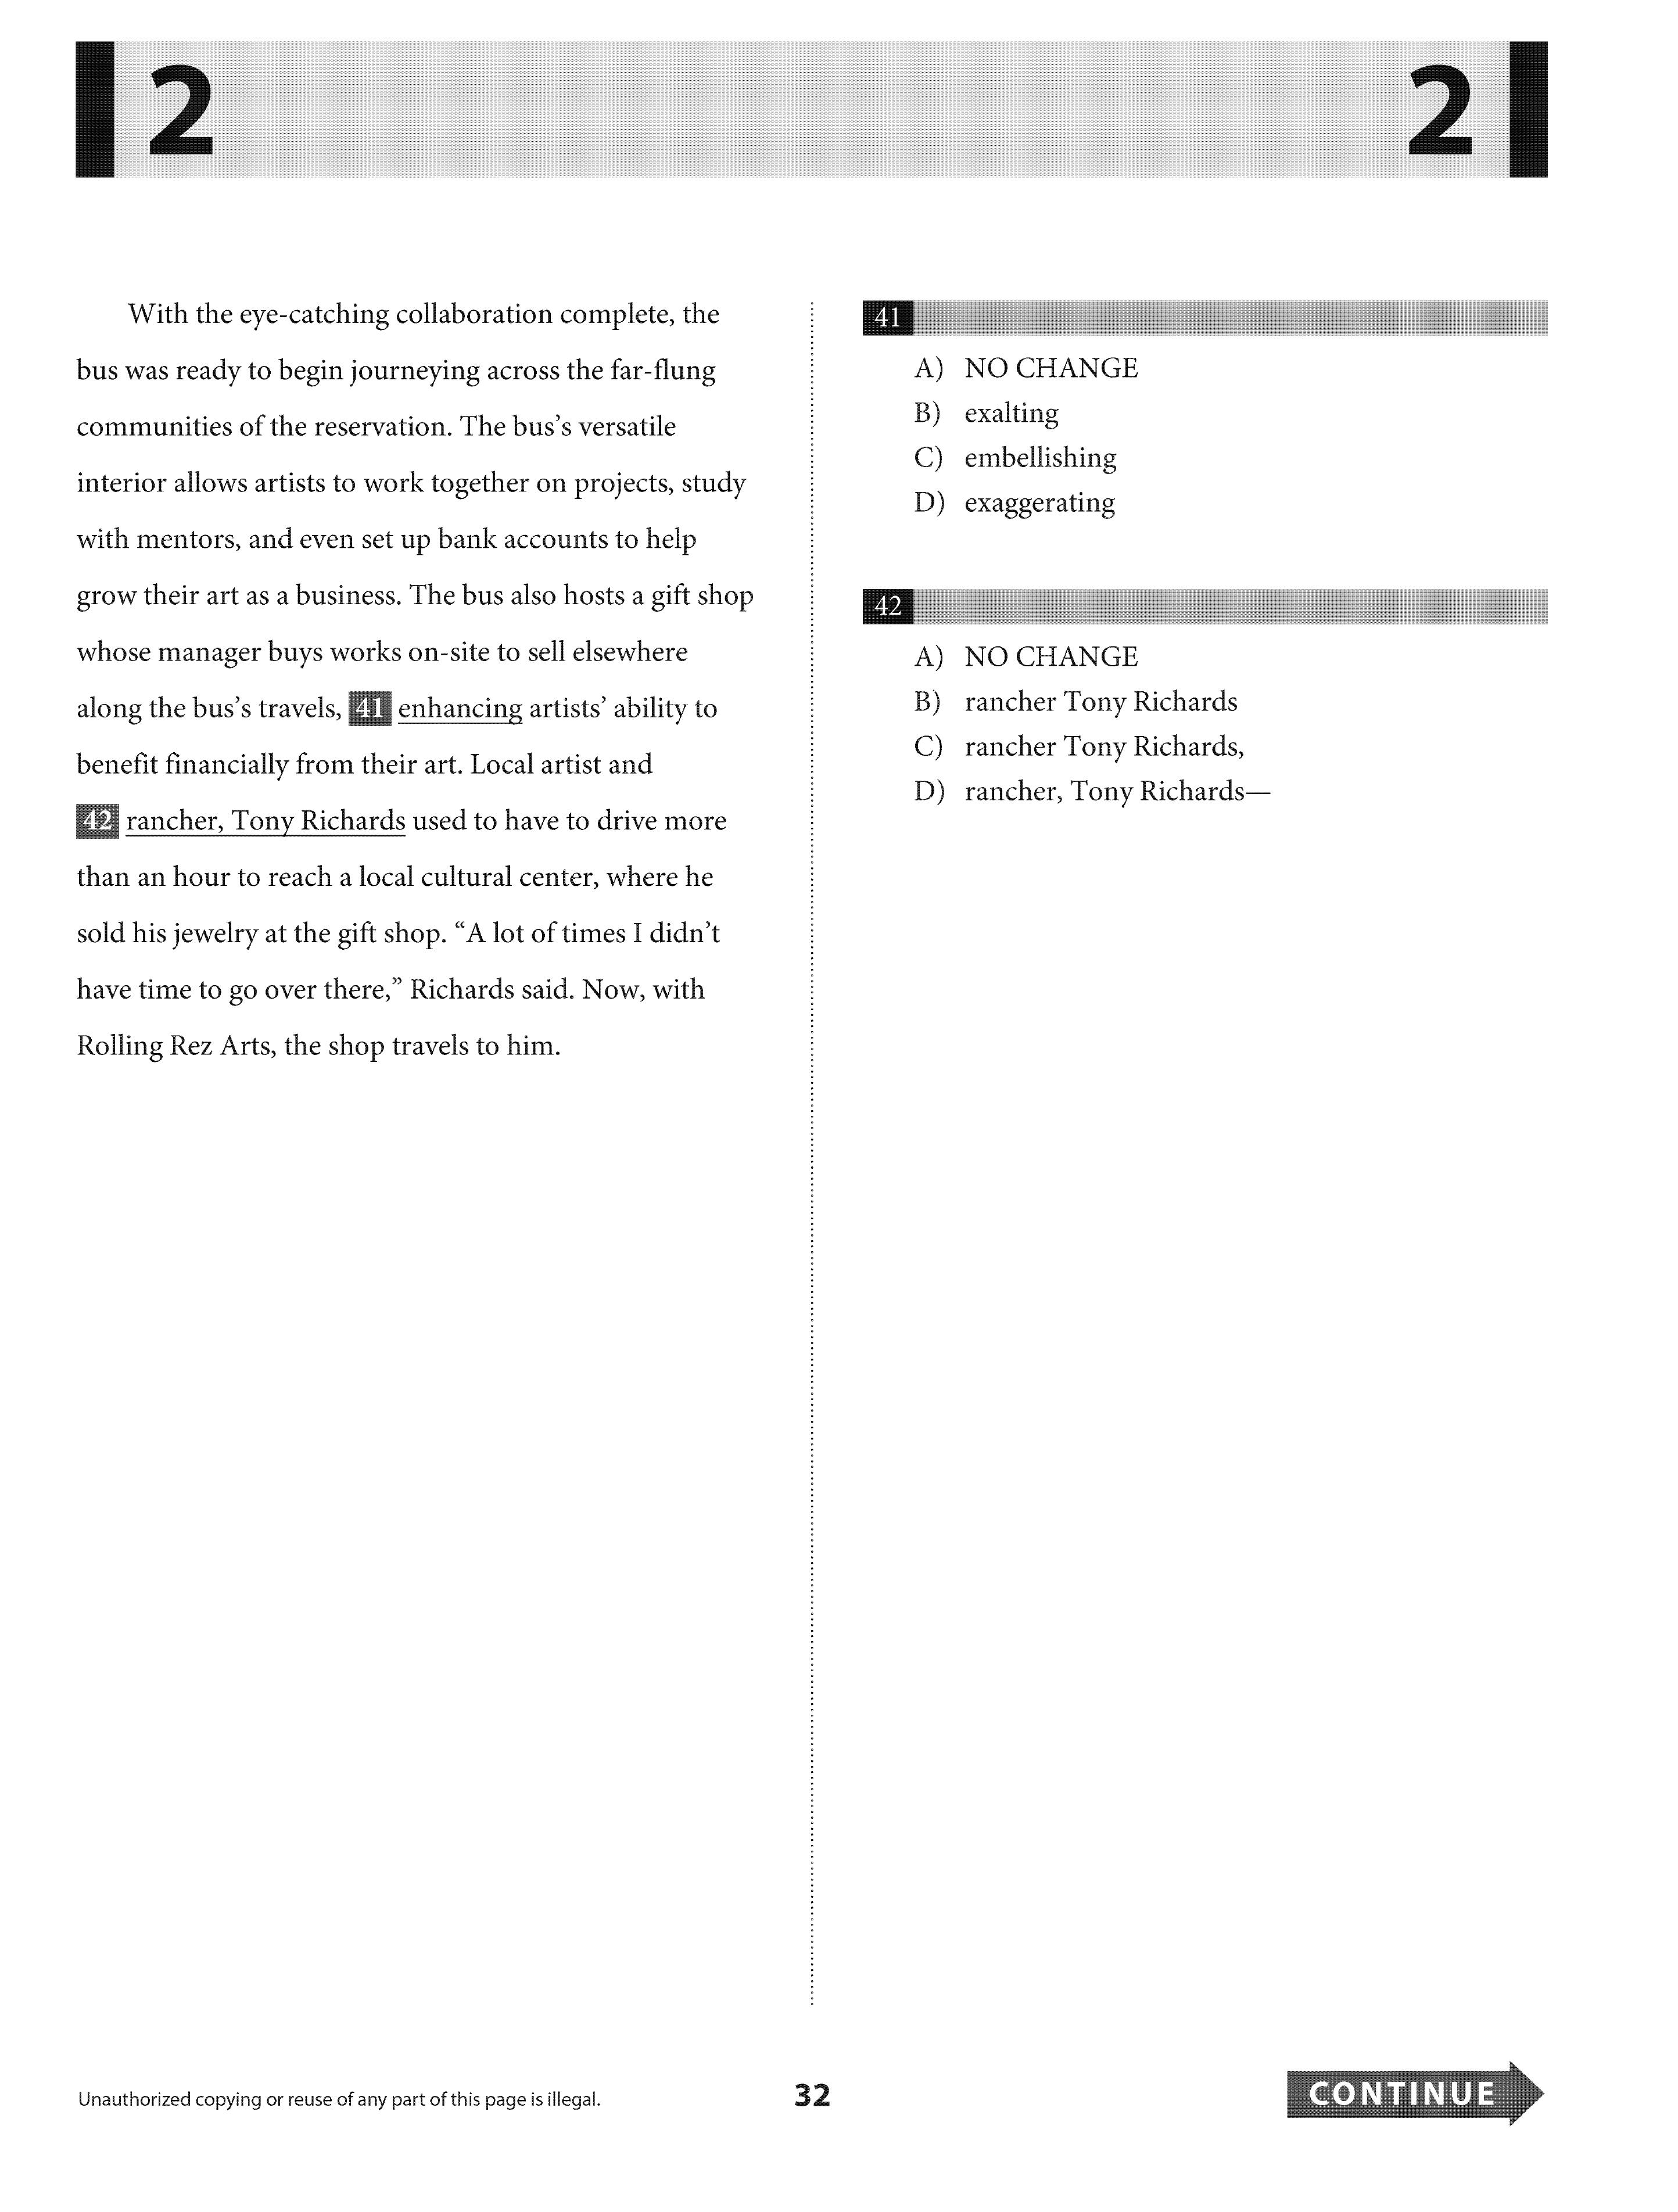 2
2
With the eye-catching collaboration complete, the
bus was ready to begin journeying across the far-flung
communities of the reservation. The bus’s versatile
interior allows artists to work together on projects, study
with mentors, and even set up bank accounts to help
grow their art as a business. The bus also hosts a gift shop
whose manager buys works on-site to sell elsewhere
along the bus’s travels, 41 enhancing artists’ ability to
benefit financially from their art. Local artist and
42 rancher, Tony Richards used to have to drive more
than an hour to reach a local cultural center, where he
sold his jewelry at the gift shop. “A lot of times I didn’t
have time to go over there,” Richards said. Now, with
Rolling Rez Arts, the shop travels to him.
41
A) NO CHANGE
B) exalting
C) embellishing
D) exaggerating
42
A) NO CHANGE
B) rancher Tony Richards
C) rancher Tony Richards,
D) rancher, Tony Richards—
Unauthorized copying or reuse of any part of this page is illegal.
32
CONTINUE